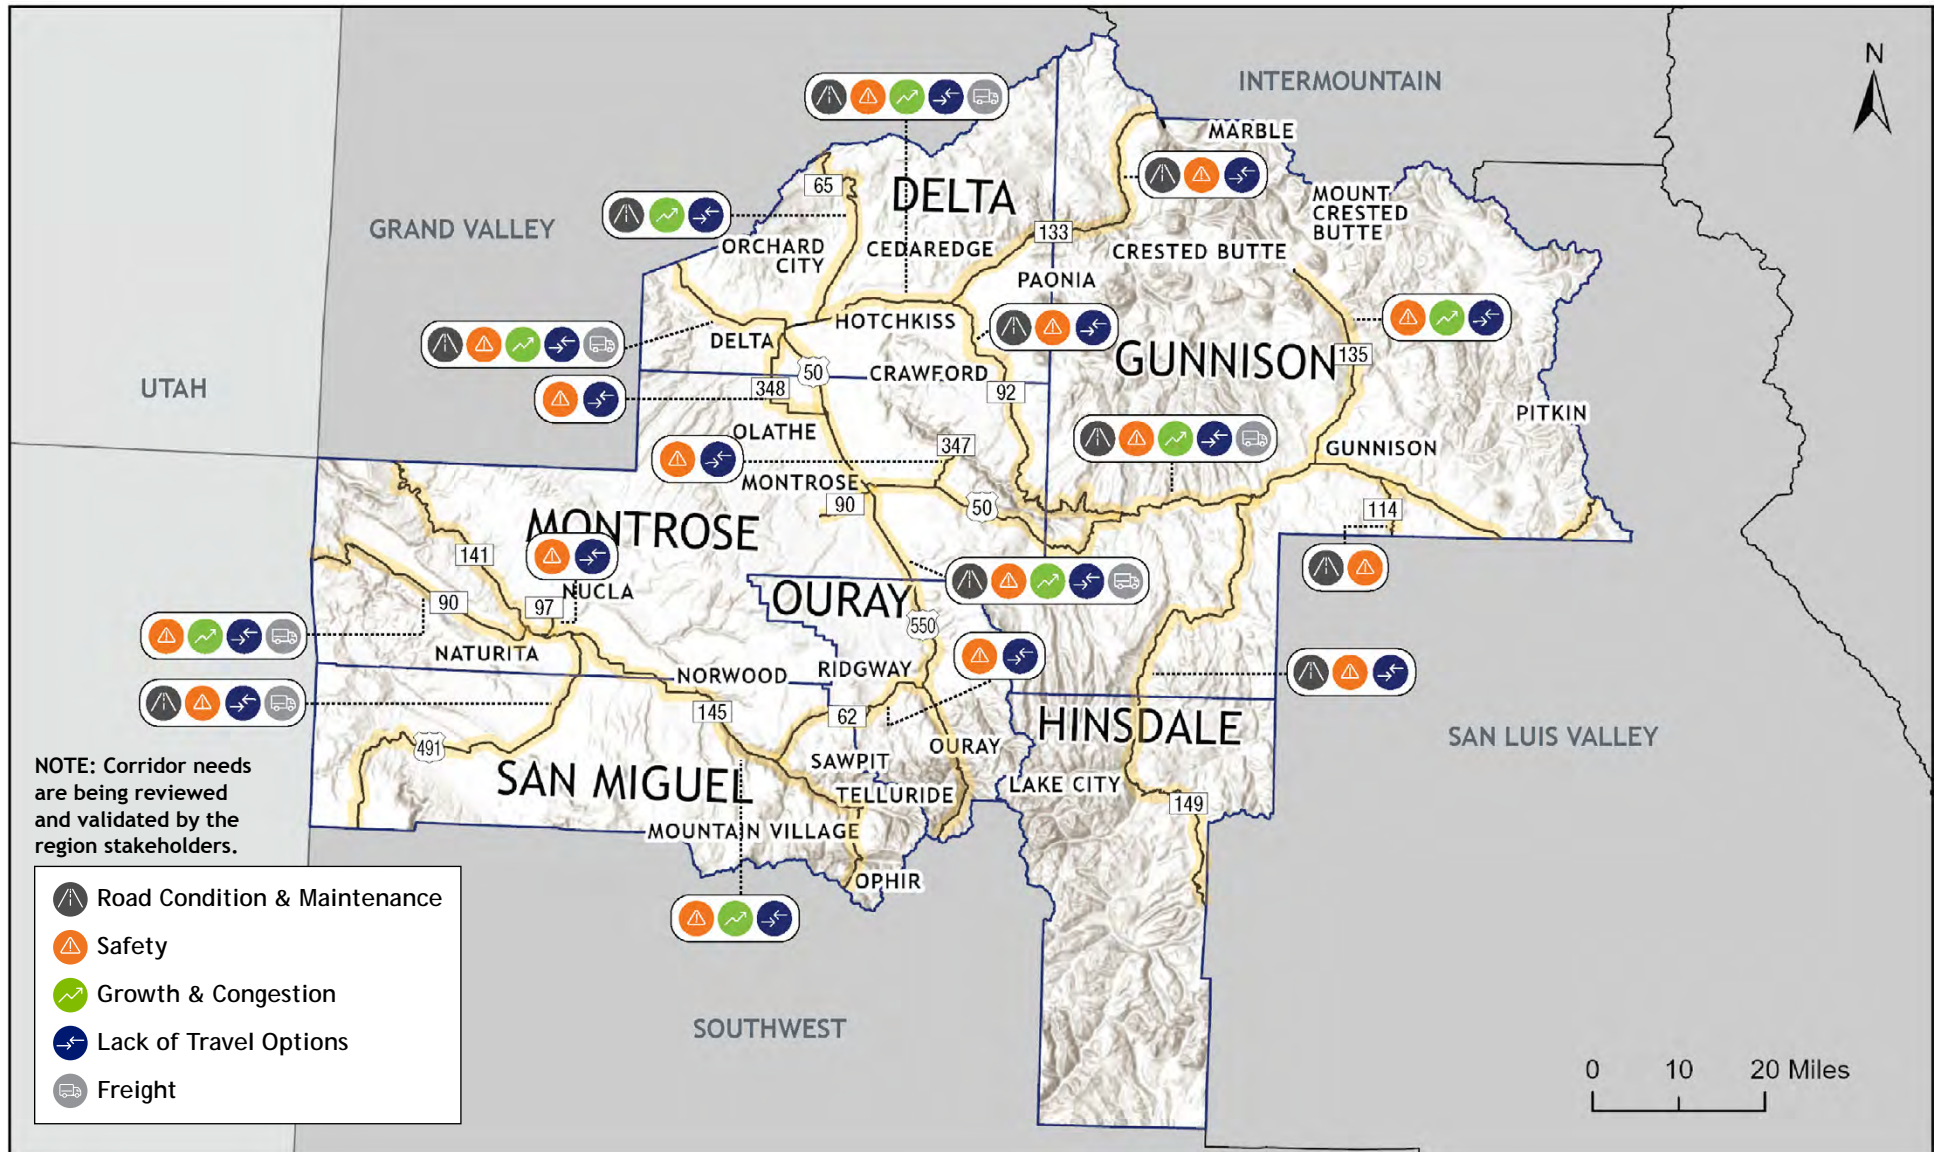 N
INTERMOUNTAIN
MARBLE
65
DELTA
MOUNT
CRESTED
BUTTE
GRAND VALLEY
ORCHARD
CITY
CEDAREDGE
133
CRESTED BUTTE
PAONIA
HOTCHKISS
DELTA
50
CRAWFORD
GUNNISON
135
UTAH
348
92
PITKIN
OLATHE
347
GUNNISON
MONTROSE
90
50
114
MONTROSE
141
NUCLA
OURAY
90
97
550
NATURITA
NORWOOD
RIDGWAY
145
62
HINSDALE
491
SAWPIT
OURAY
SAN LUIS VALLEY
SAN MIGUEL
TELLURIDE
LAKE CITY
149
MOUNTAIN VILLAGE
OPHIR
SOUTHWEST
NOTE: Corridor needs
are being reviewed
and validated by the
region stakeholders.
Road Condition & Maintenance
Safety
Growth & Congestion
Lack of Travel Options
Freight
0 10 20 Miles